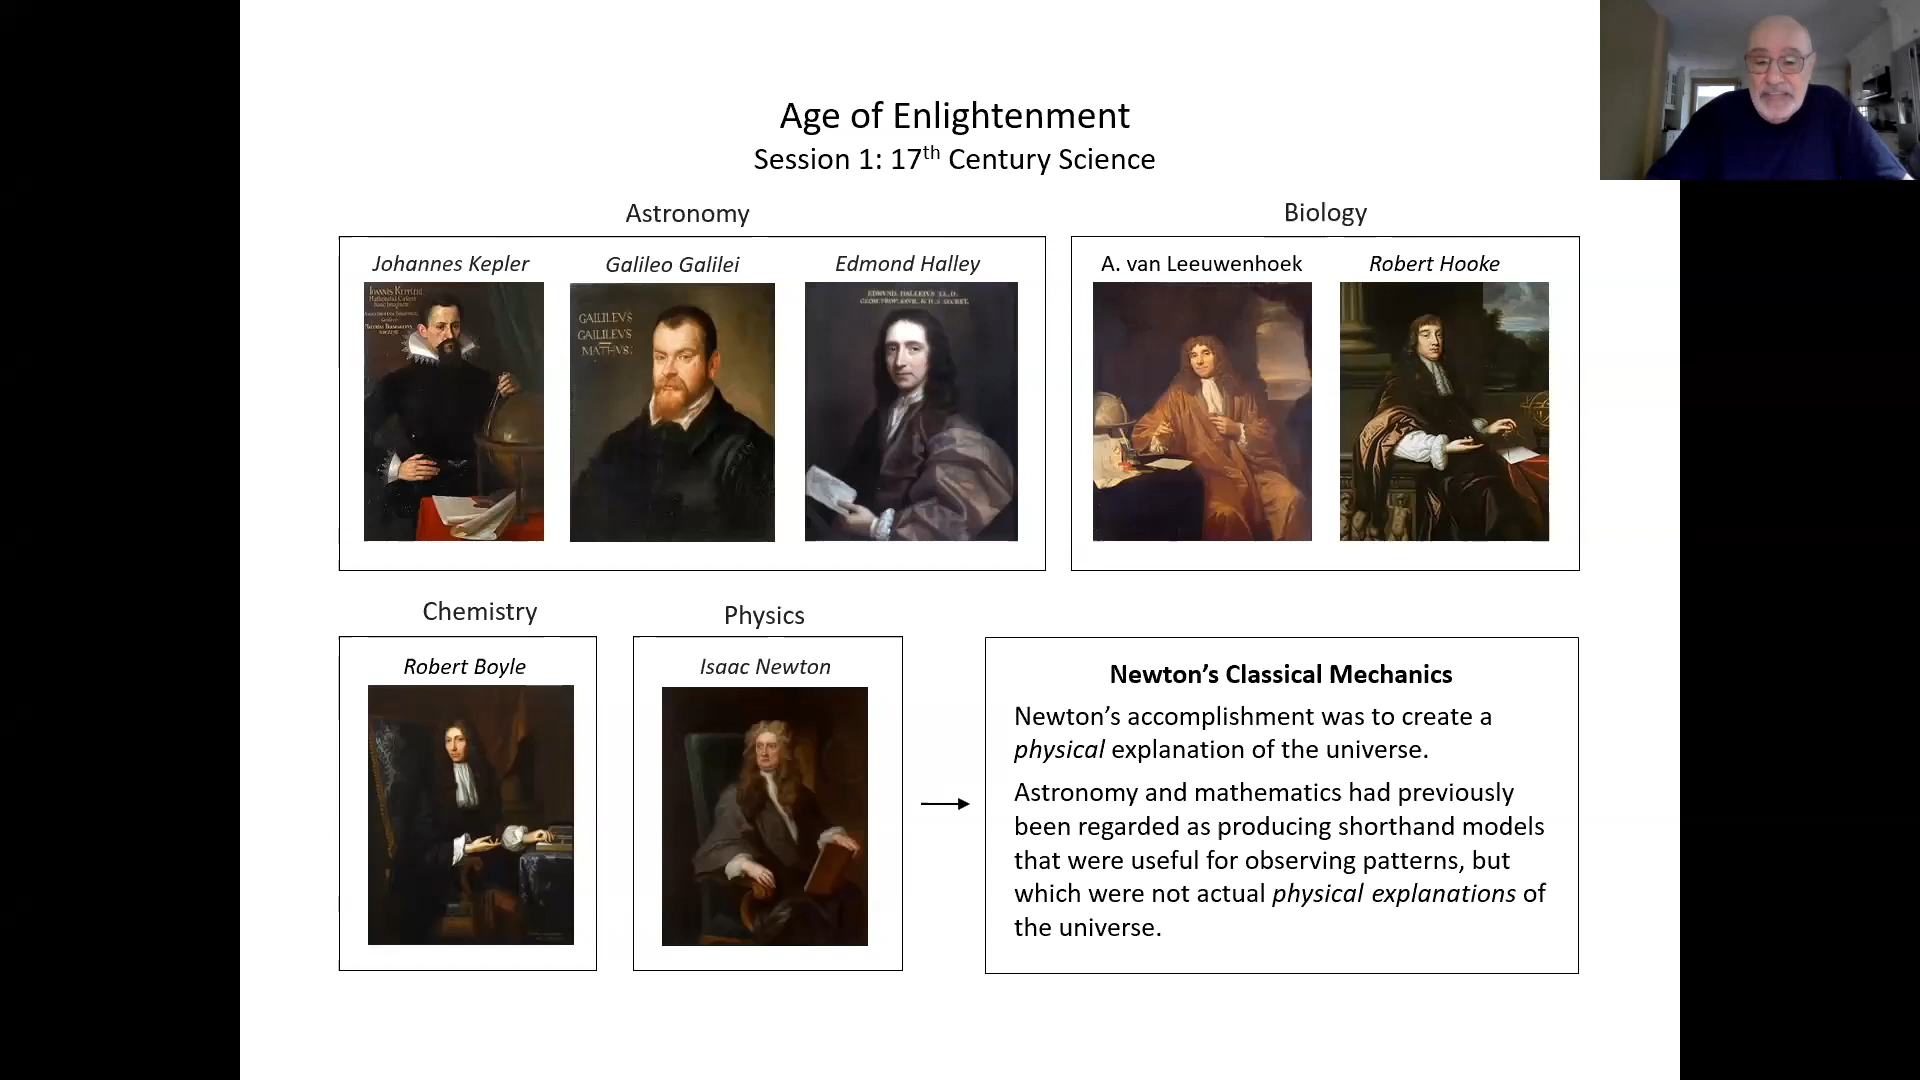 Age of Enlightenment
Session 1: 17th Century Science
Astronomy
Biology
Johannes Kepler
Galileo Galilei
Edmond Halley
A. van Leeuwenhoek
Robert Hooke
GALILEVS
GALILEVS
MATHVS:
Chemistry
Physics
Robert Boyle
Isaac Newton
Newton's Classical Mechanics
Newton's accomplishment was to create a
physical explanation of the universe.
Astronomy and mathematics had previously
been regarded as producing shorthand models
that were useful for observing patterns, but
which were not actual physical explanations of
the universe.